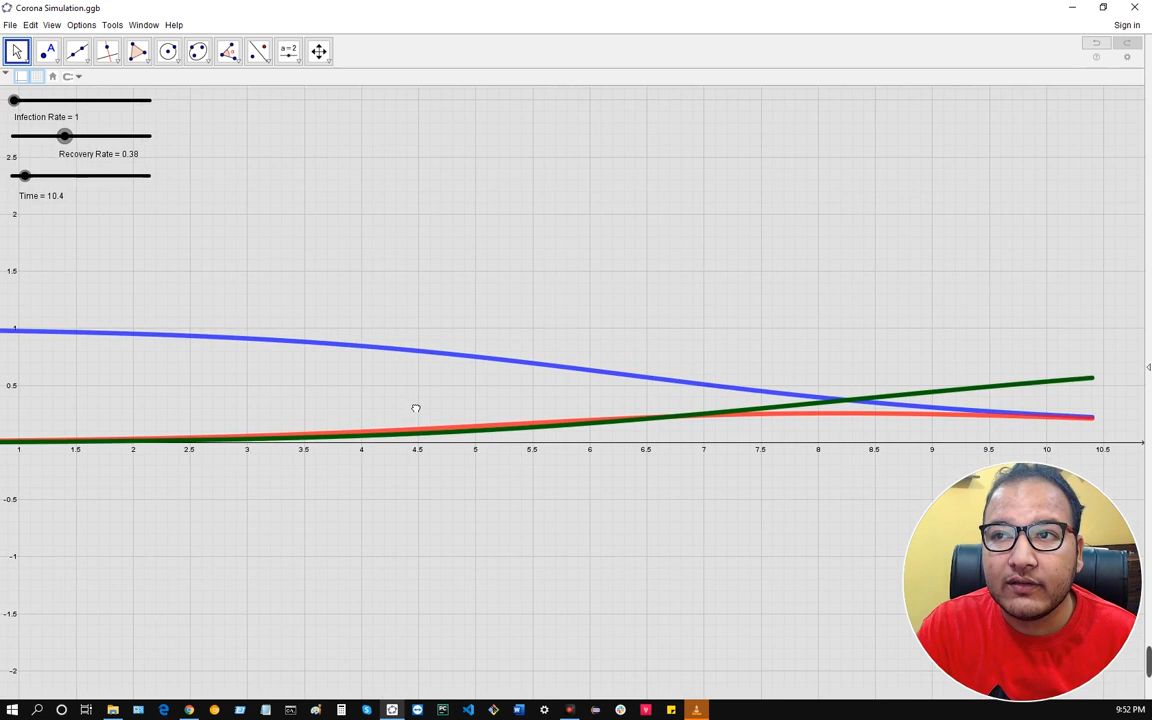 Corona Simulation.ggb
File Edit View Options Tools Window Help
Sign in
A
a=2
Infection Rate = 1
Recovery Rate = 0.38
Time = 10.4
2.5
2
1.5
1
0.5
1 1.5 2 2.5 3 3.5 4 4.5 5 5.5 6 6.5 7 7.5 8 8.5 9 9.5 10 10.5
-0.5
-1
-1.5
-2
9:52 PM